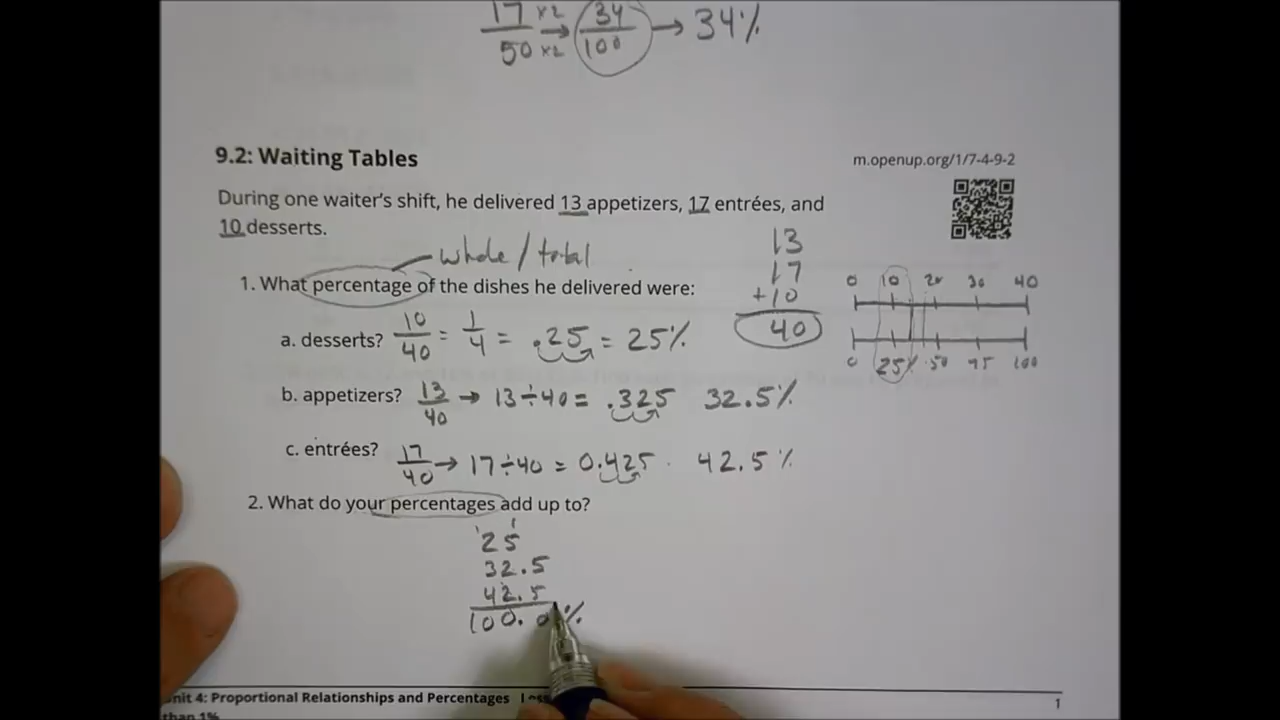 17 ×2 34 → 34%
50 ×2 100
9.2: Waiting Tables
m.openup.org/1/7-4-9-2
During one waiter's shift, he delivered 13 appetizers, 17 entrées, and
10 desserts.
whole / total
13
17
+10
40
0 10 20 30 40
0 25% 50 75 100
1. What percentage of the dishes he delivered were:
a. desserts? 10/40 = 1/4 = .25 = 25%
b. appetizers? 13/40 → 13÷40 = .325 32.5%
c. entrées? 17/40 → 17÷40 = 0.425 42.5%
2. What do your percentages add up to?
1 1
25
32.5
42.5
100.0%
Unit 4: Proportional Relationships and Percentages
1
than 1%